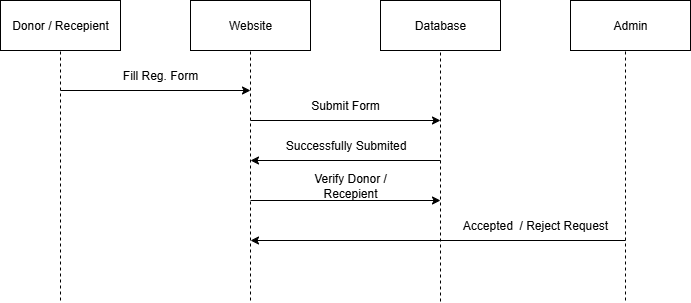 Donor / Recepient
Website
Database
Admin
Fill Reg. Form
Submit Form
Successfully Submited
Verify Donor /
Recepient
Accepted / Reject Request